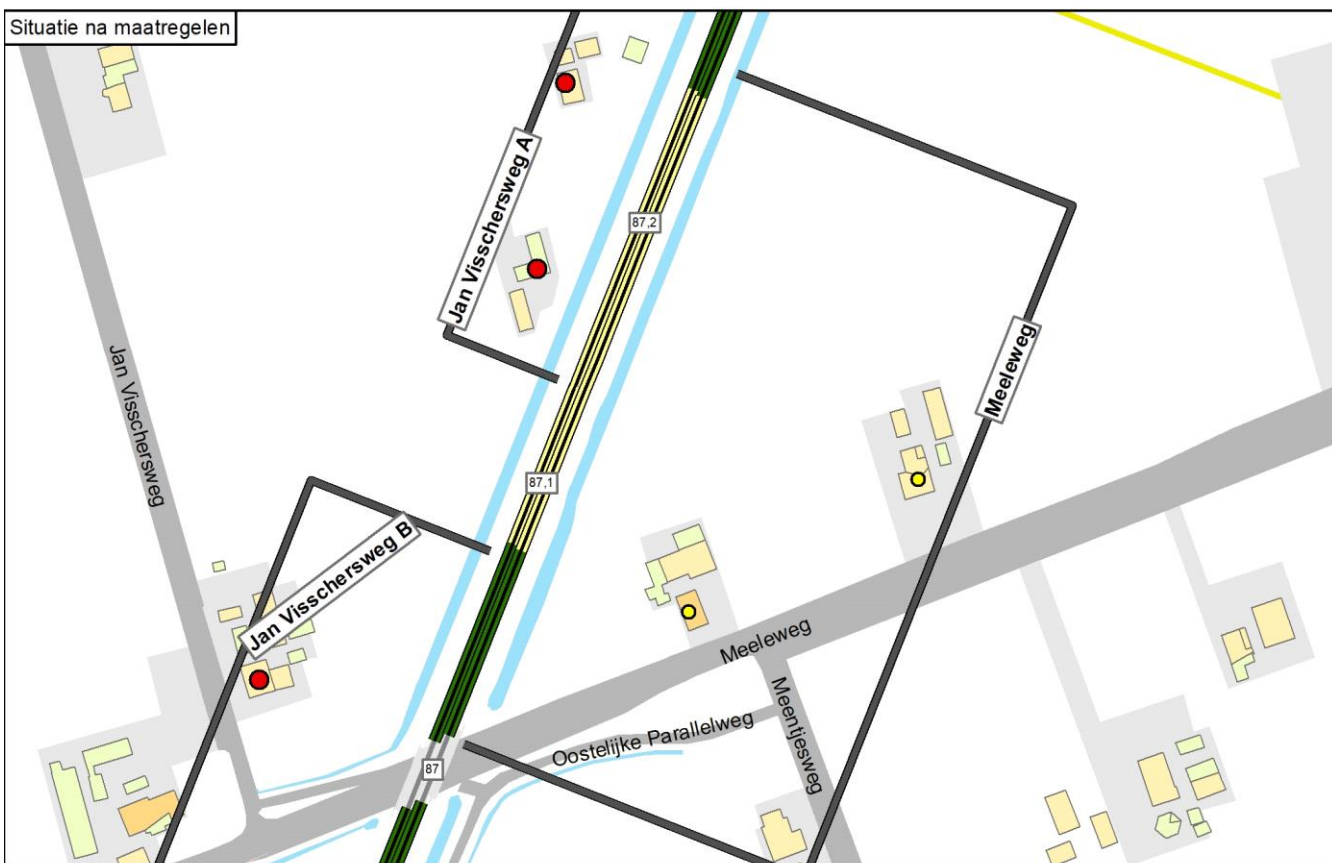 Situatie na maatregelen
Jan Visschersweg A
87,2
Meeleweg
Jan Visschersweg
87,1
Jan Visschersweg B
Meeleweg
Oostelijke Parallelweg
Meentjesweg
87